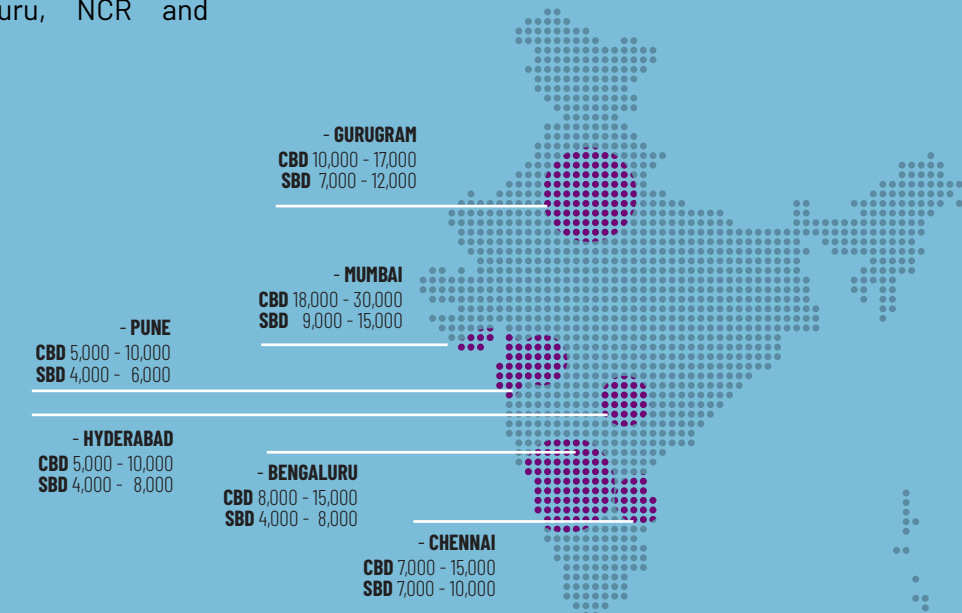 uru, NCR and
- GURUGRAM
CBD 10,000 - 17,000
SBD 7,000 - 12,000
- MUMBAI
CBD 18,000 - 30,000
SBD 9,000 - 15,000
- PUNE
CBD 5,000 - 10,000
SBD 4,000 - 6,000
- HYDERABAD
CBD 5,000 - 10,000
SBD 4,000 - 8,000
- BENGALURU
CBD 8,000 - 15,000
SBD 4,000 - 8,000
- CHENNAI
CBD 7,000 - 15,000
SBD 7,000 - 10,000